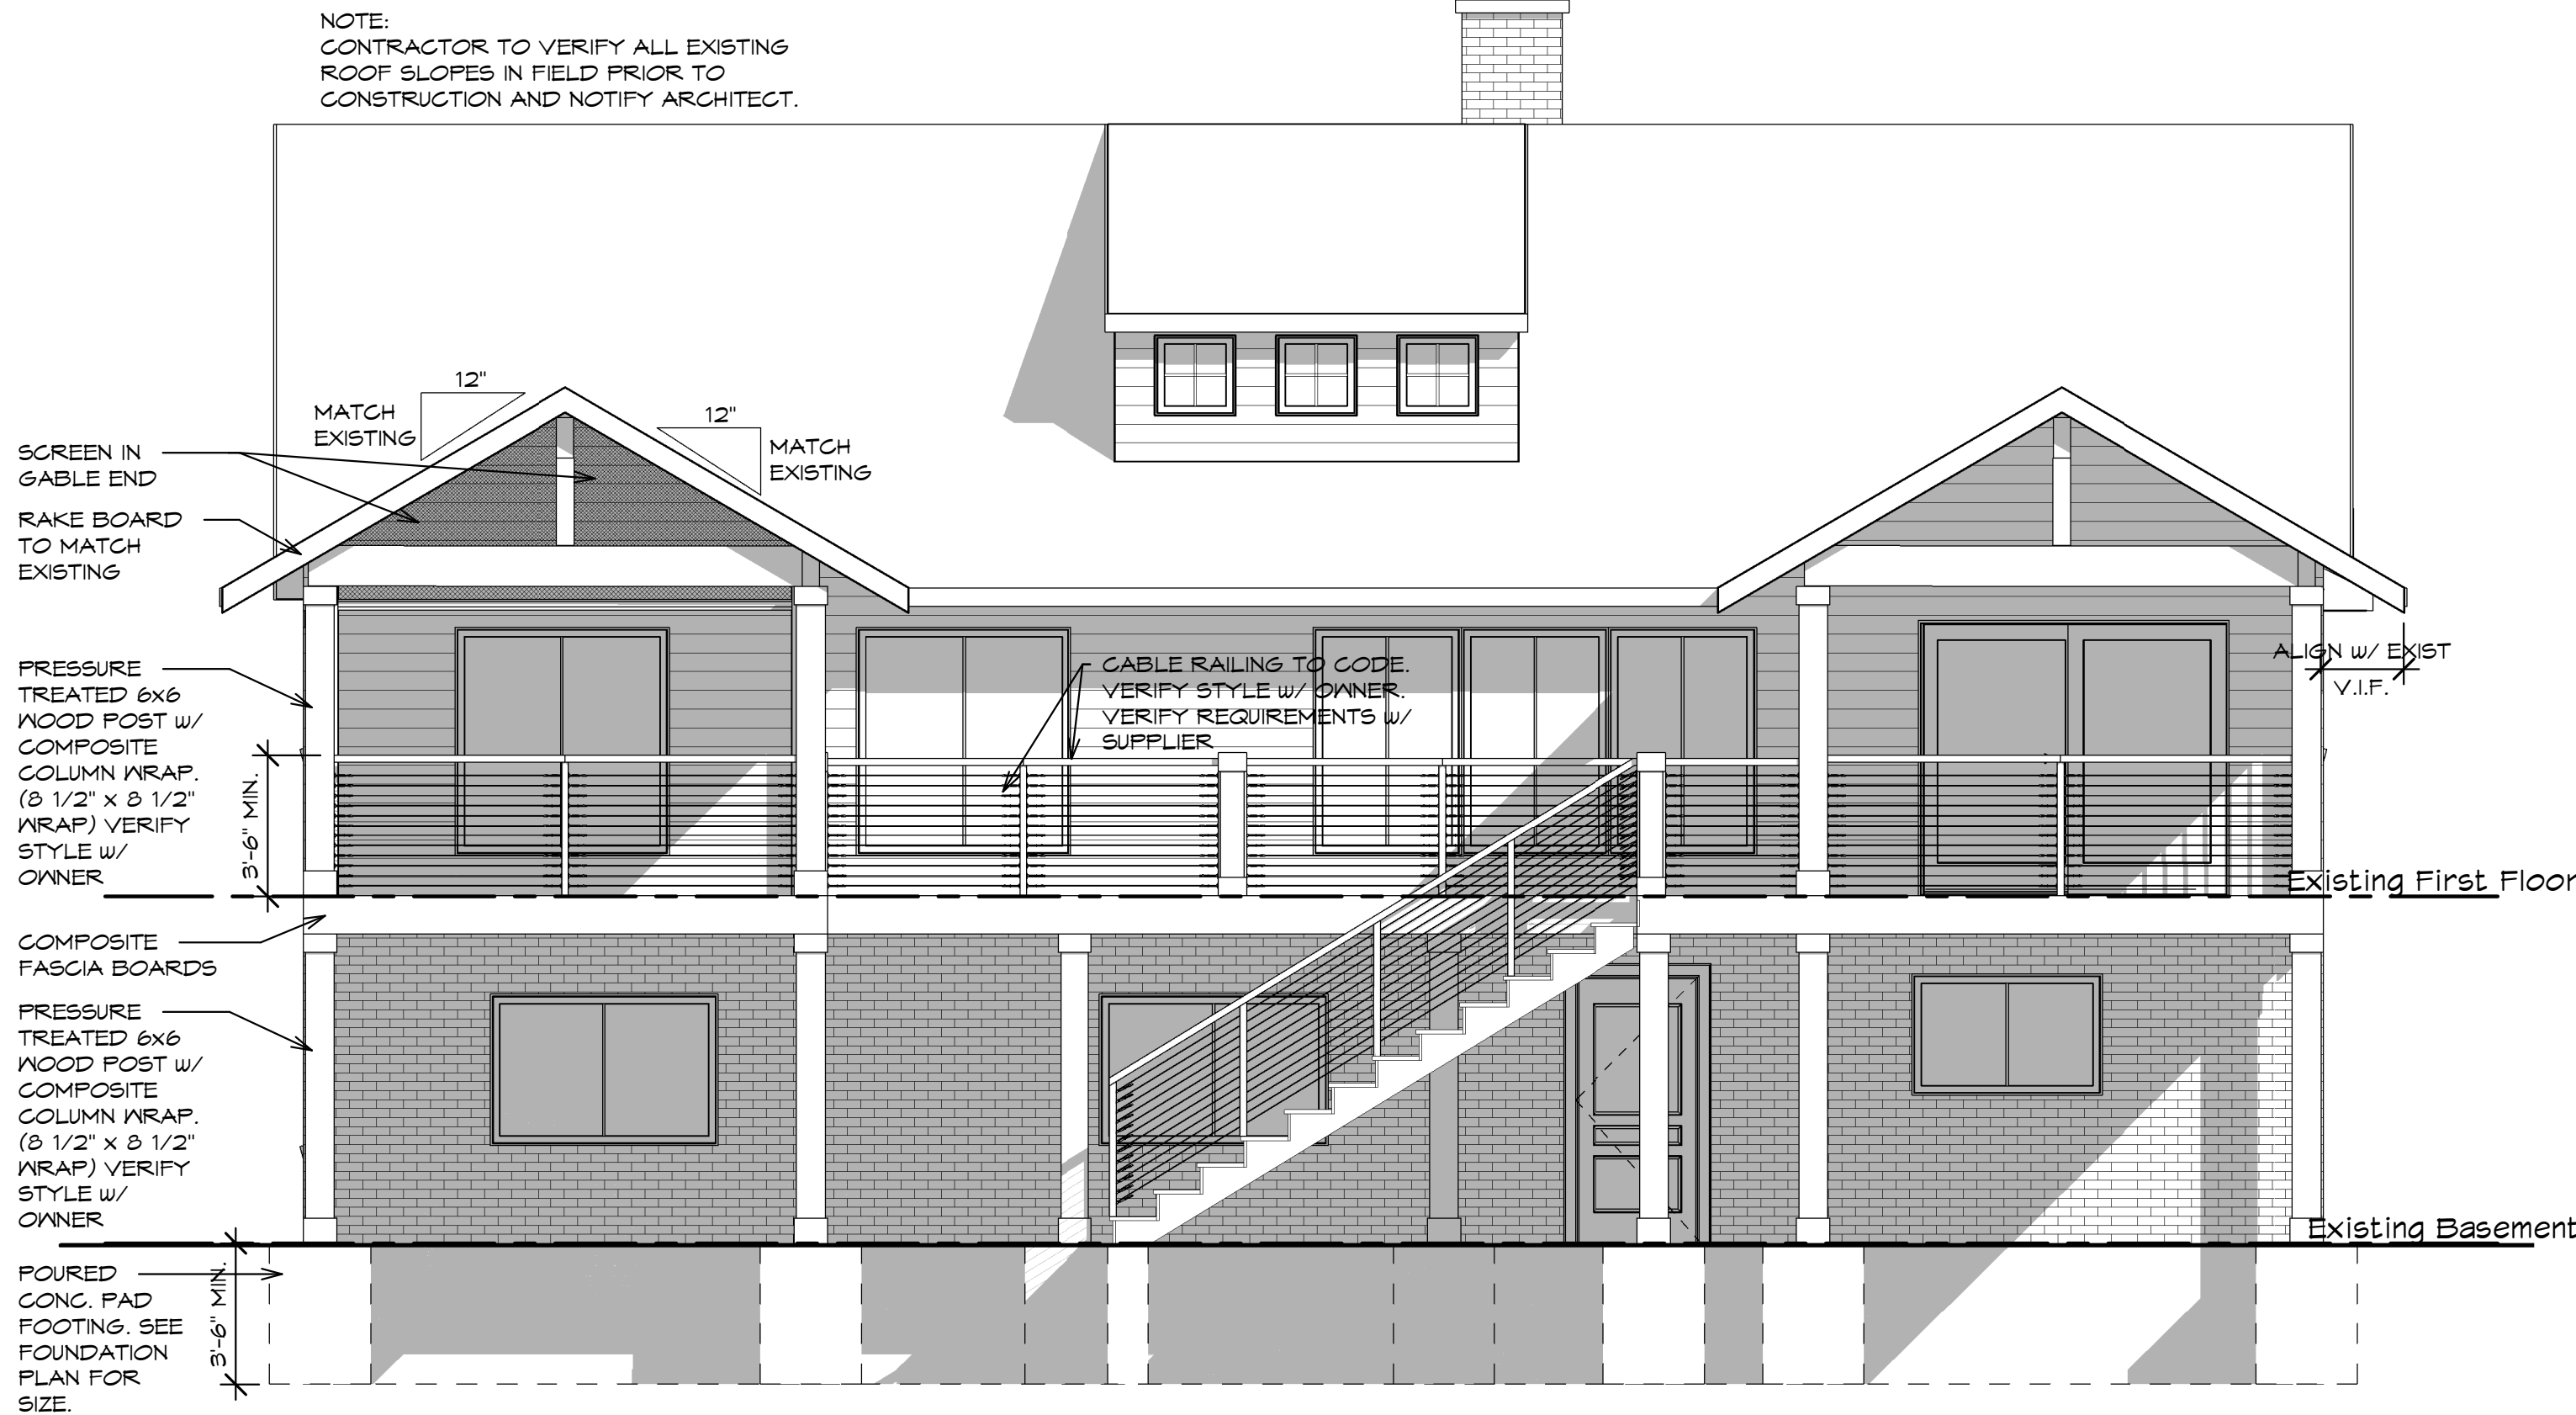 NOTE:
CONTRACTOR TO VERIFY ALL EXISTING
ROOF SLOPES IN FIELD PRIOR TO
CONSTRUCTION AND NOTIFY ARCHITECT.
12"
MATCH
EXISTING
12"
MATCH
EXISTING
SCREEN IN
GABLE END
RAKE BOARD
TO MATCH
EXISTING
PRESSURE
TREATED 6x6
WOOD POST w/
COMPOSITE
COLUMN WRAP.
(8 1/2" x 8 1/2"
WRAP) VERIFY
STYLE w/
OWNER
3'-6" MIN.
CABLE RAILING TO CODE.
VERIFY STYLE w/ OWNER.
VERIFY REQUIREMENTS w/
SUPPLIER
ALIGN w/ EXIST
V.I.F.
Existing First Floor
COMPOSITE
FASCIA BOARDS
PRESSURE
TREATED 6x6
WOOD POST w/
COMPOSITE
COLUMN WRAP.
(8 1/2" x 8 1/2"
WRAP) VERIFY
STYLE w/
OWNER
Existing Basement
POURED
CONC. PAD
FOOTING. SEE
FOUNDATION
PLAN FOR
SIZE.
3'-6" MIN.